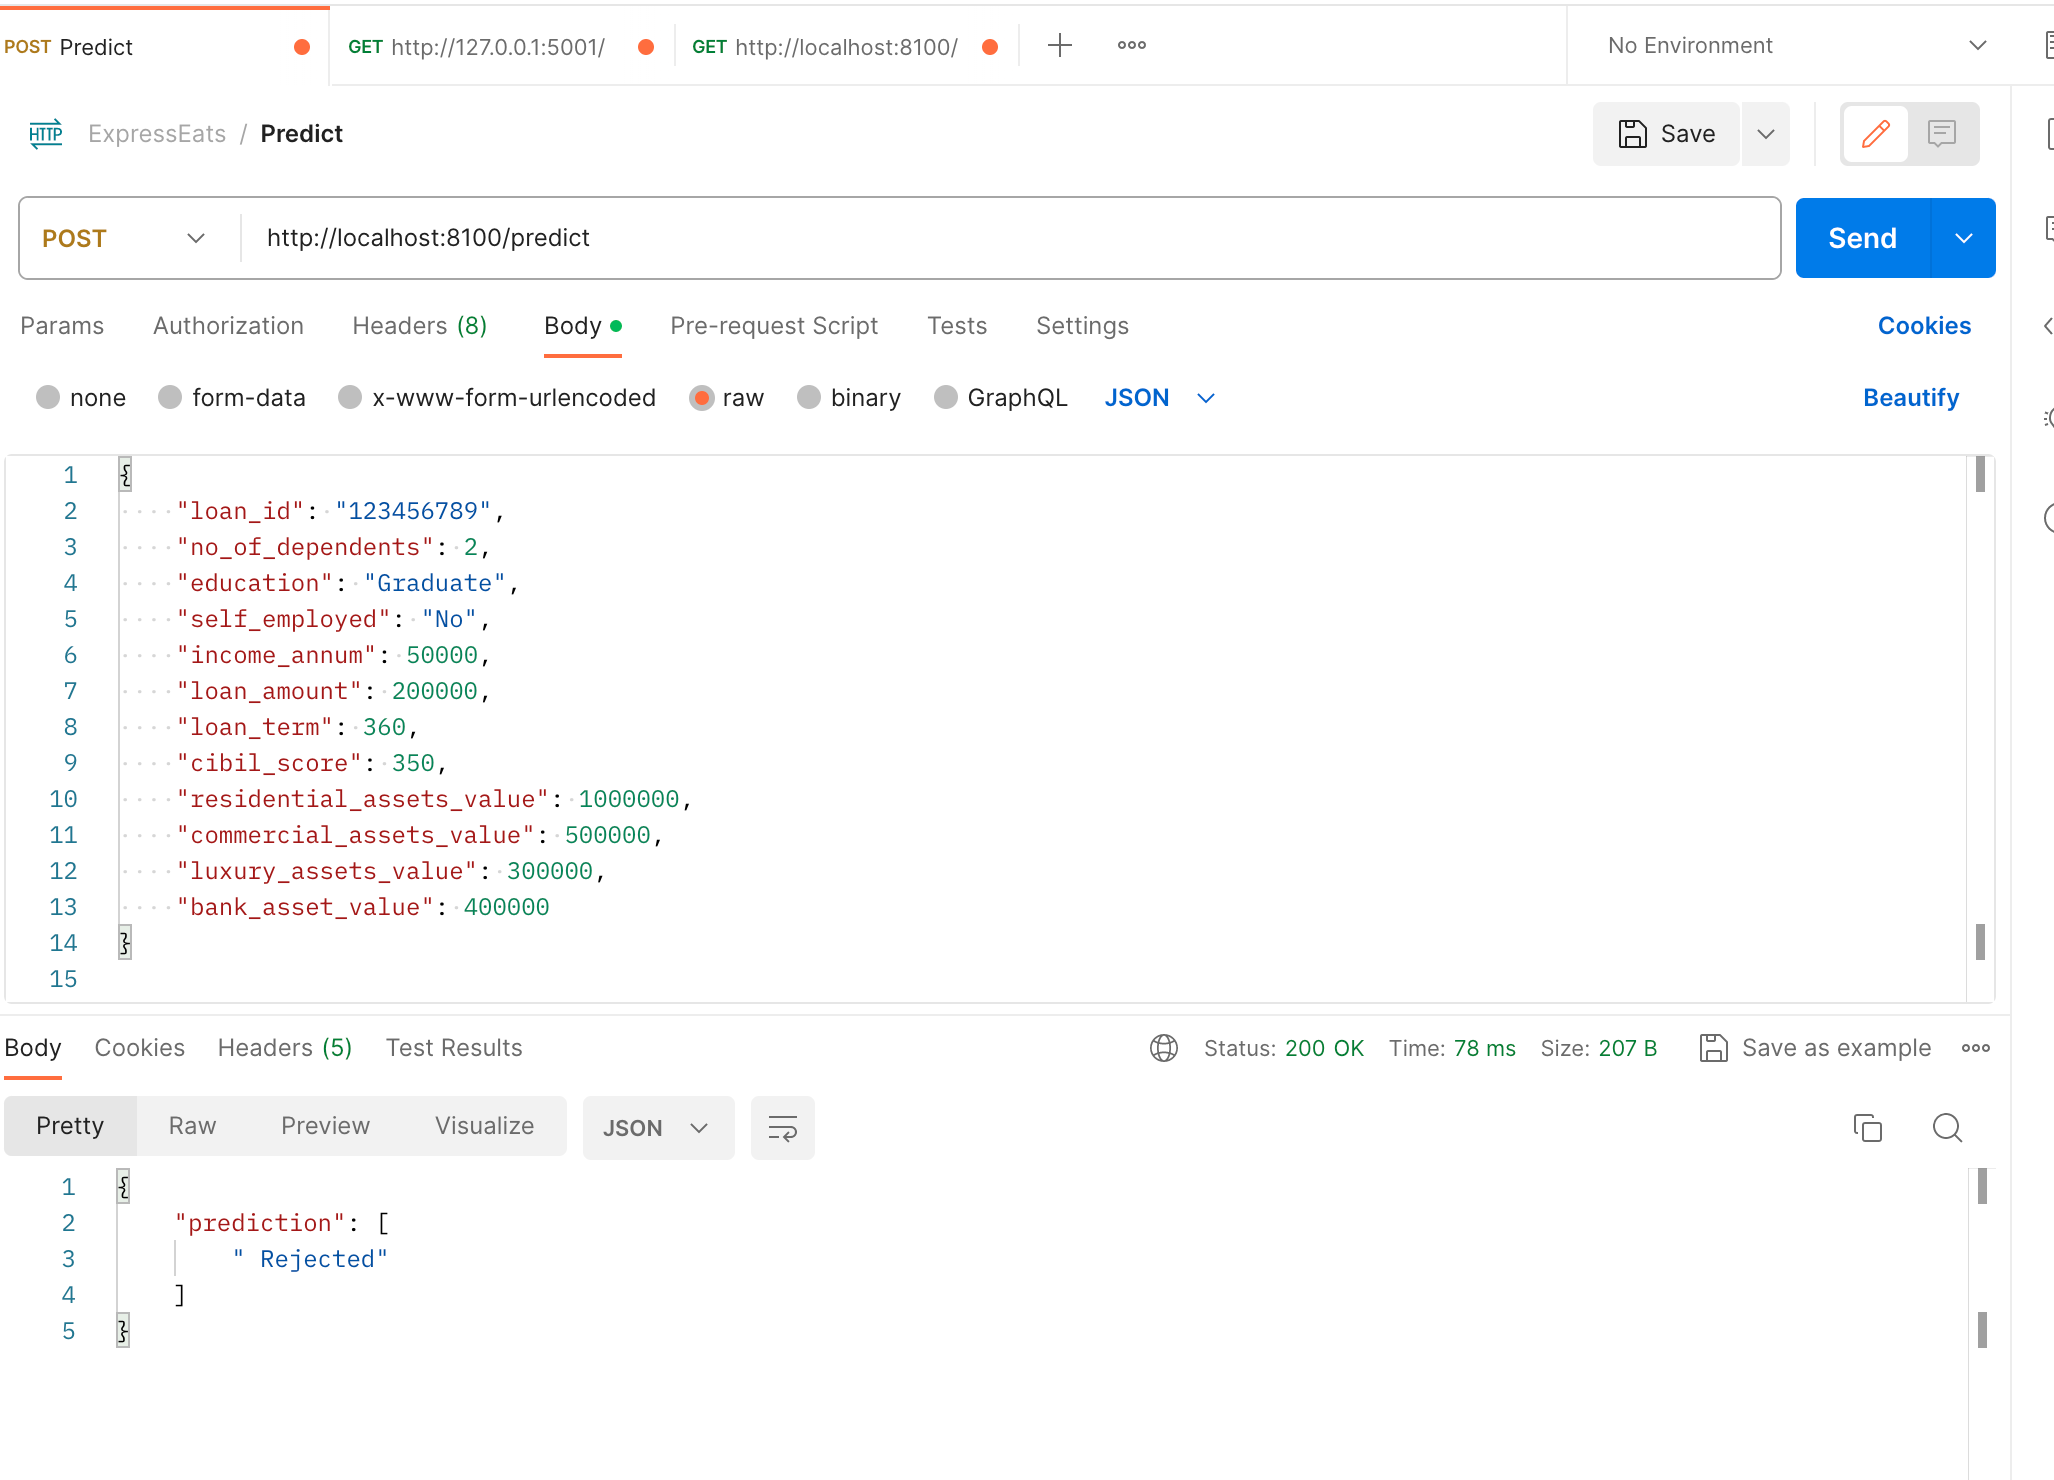 POST Predict
GET http://127.0.0.1:5001/
GET http://localhost:8100/
No Environment
HTTP ExpressEats / Predict
Save
POST http://localhost:8100/predict
Send
Params Authorization Headers (8) Body Pre-request Script Tests Settings Cookies
none form-data x-www-form-urlencoded raw binary GraphQL JSON Beautify
1 {
2 "loan_id": "123456789",
3 "no_of_dependents": 2,
4 "education": "Graduate",
5 "self_employed": "No",
6 "income_annum": 50000,
7 "loan_amount": 200000,
8 "loan_term": 360,
9 "cibil_score": 350,
10 "residential_assets_value": 1000000,
11 "commercial_assets_value": 500000,
12 "luxury_assets_value": 300000,
13 "bank_asset_value": 400000
14 }
15
Body Cookies Headers (5) Test Results Status: 200 OK Time: 78 ms Size: 207 B Save as example
Pretty Raw Preview Visualize JSON
1 {
2 "prediction": [
3 " Rejected"
4 ]
5 }